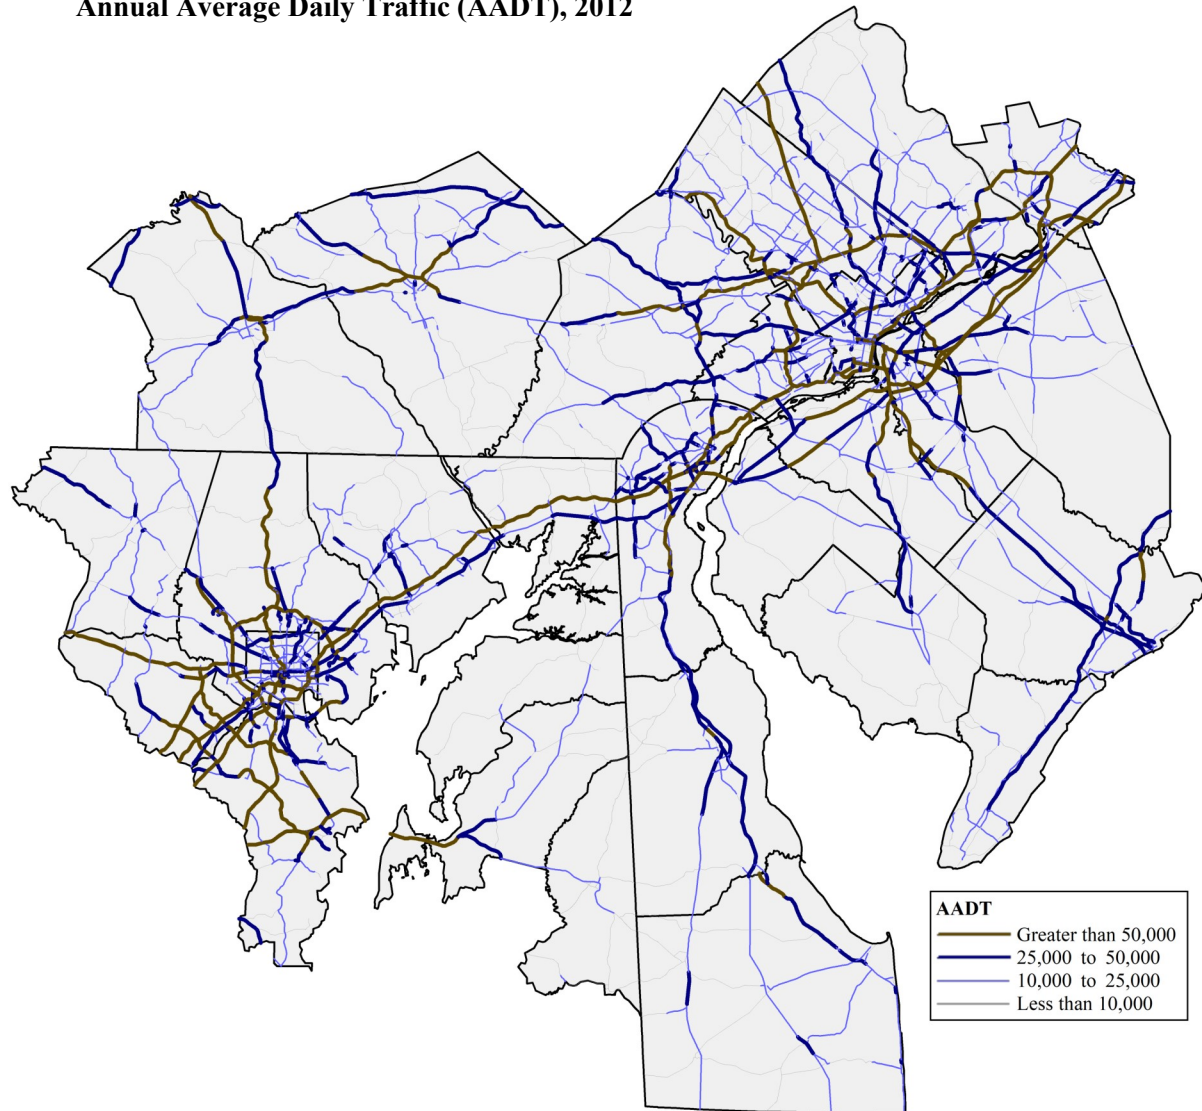 Annual Average Daily Traffic (AADT), 2012
AADT
Greater than 50,000
25,000 to 50,000
10,000 to 25,000
Less than 10,000